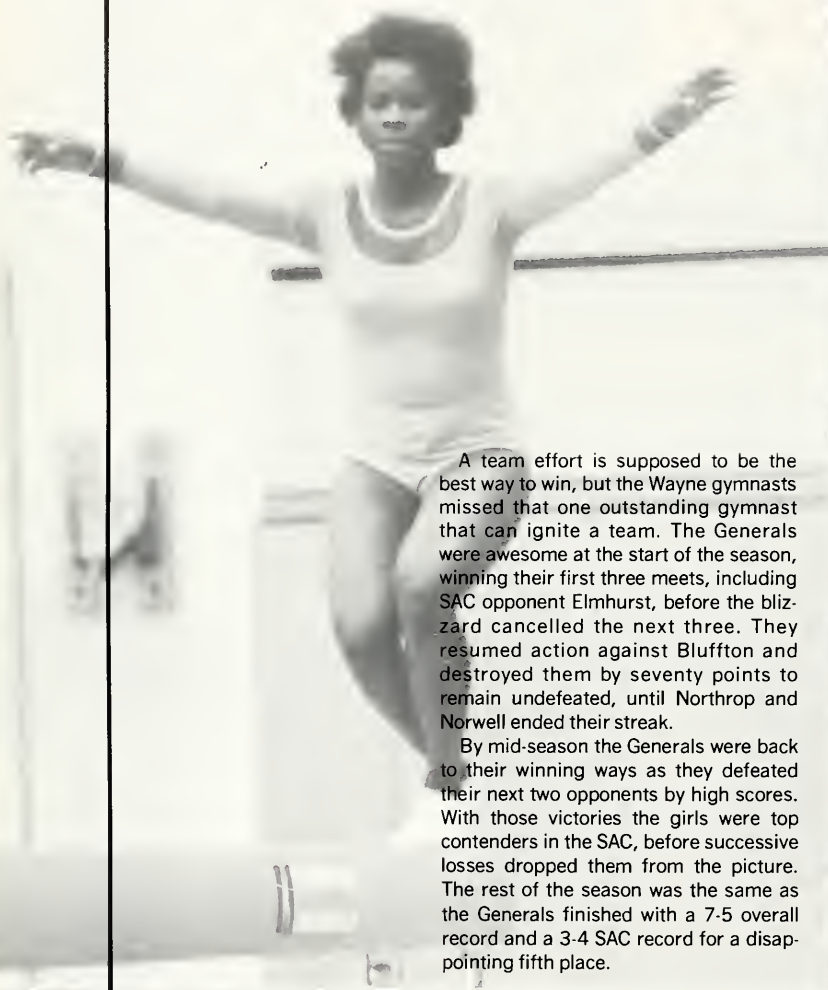 A team effort is supposed to be the
best way to win, but the Wayne gymnasts
missed that one outstanding gymnast
that can ignite a team. The Generals
were awesome at the start of the season,
winning their first three meets, including
SAC opponent Elmhurst, before the bliz-
zard cancelled the next three. They
resumed action against Bluffton and
destroyed them by seventy points to
remain undefeated, until Northrop and
Norwell ended their streak.
By mid-season the Generals were back
to their winning ways as they defeated
their next two opponents by high scores.
With those victories the girls were top
contenders in the SAC, before successive
losses dropped them from the picture.
The rest of the season was the same as
the Generals finished with a 7-5 overall
record and a 3-4 SAC record for a disap-
pointing fifth place.